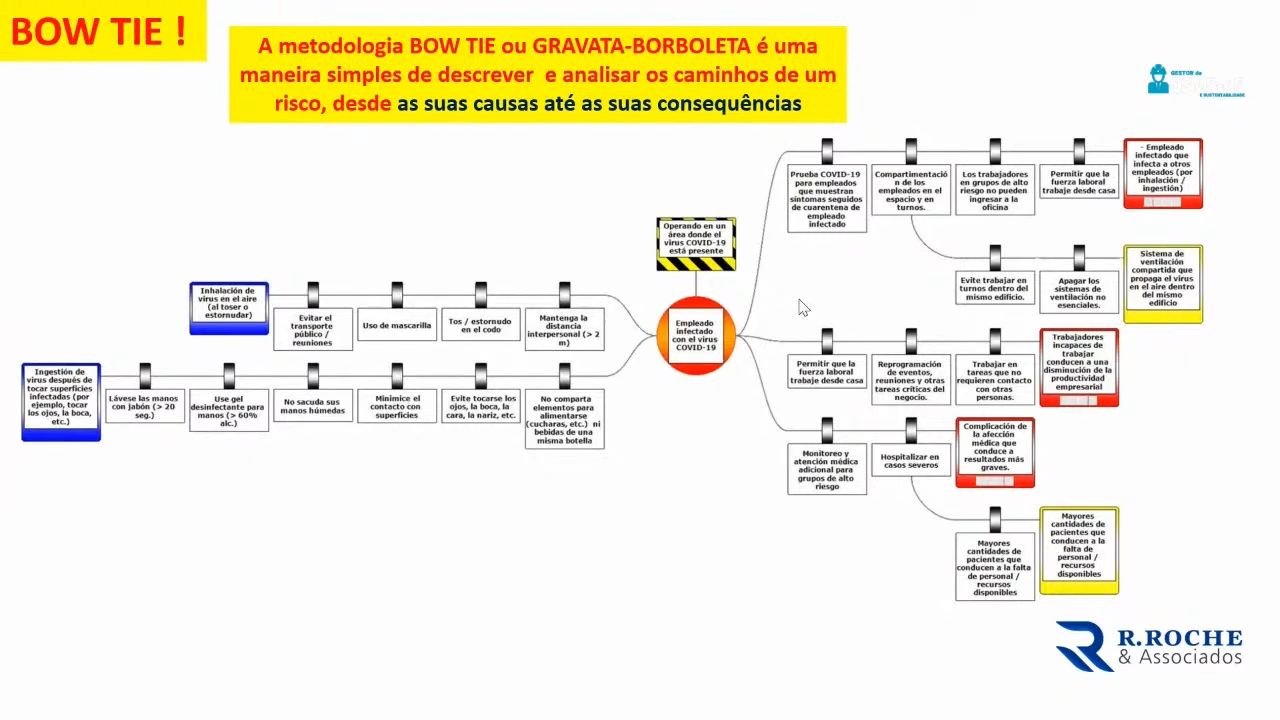 BOW TIE !
A metodologia BOW TIE ou GRAVATA-BORBOLETA é uma
maneira simples de descrever e analisar os caminhos de um
risco, desde as suas causas até as suas consequências
GESTOR de
E SUSTENTABILIDADE
Operando en un
área donde el
virus COVID-19
está presente
Empleado
infectado
con el virus
COVID-19
Inhalación de
virus en el aire
(al toser o
estornudar)
Evitar el
transporte
público /
reuniones
Uso de mascarilla
Tos / estornudo
en el codo
Mantenga la
distancia
interpersonal (> 2
m)
Ingestión de
virus después de
tocar superficies
infectadas (por
ejemplo, tocar
los ojos, la boca,
etc.)
Lávese las manos
con jabón (> 20
seg.)
Use gel
desinfectante para
manos (> 60%
alc.)
No sacuda sus
manos húmedas
Minimice el
contacto con
superficies
Evite tocarse los
ojos, la boca, la
cara, la nariz, etc.
No comparta
elementos para
alimentarse
(cucharas, etc.) ni
bebidas de una
misma botella
Prueba COVID-19
para empleados
que muestran
síntomas seguidos
de cuarentena de
empleado
infectado
Compartimentació
n de los
empleados en el
espacio y en
turnos.
Los trabajadores
en grupos de alto
riesgo no pueden
ingresar a la
oficina
Permitir que la
fuerza laboral
trabaje desde casa
- Empleado
infectado que
infecta a otros
empleados (por
inhalación /
ingestión)
Evite trabajar en
turnos dentro del
mismo edificio.
Apagar los
sistemas de
ventilación no
esenciales.
Sistema de
ventilación
compartida que
propaga el virus
en el aire dentro
del mismo
edificio
Permitir que la
fuerza laboral
trabaje desde casa
Reprogramación
de eventos,
reuniones y otras
tareas críticas del
negocio.
Trabajar en
tareas que no
requieren contacto
con otras
personas.
Trabajadores
incapaces de
trabajar
conducen a una
disminución de la
productividad
empresarial
Monitoreo y
atención médica
adicional para
grupos de alto
riesgo
Hospitalizar en
casos severos
Complicación de
la afección
médica que
conduce a
resultados más
graves.
Mayores
cantidades de
pacientes que
conducen a la falta
de personal /
recursos
disponibles
Mayores
cantidades de
pacientes que
conducen a la
falta de
personal /
recursos
disponibles
R.ROCHE
& Associados